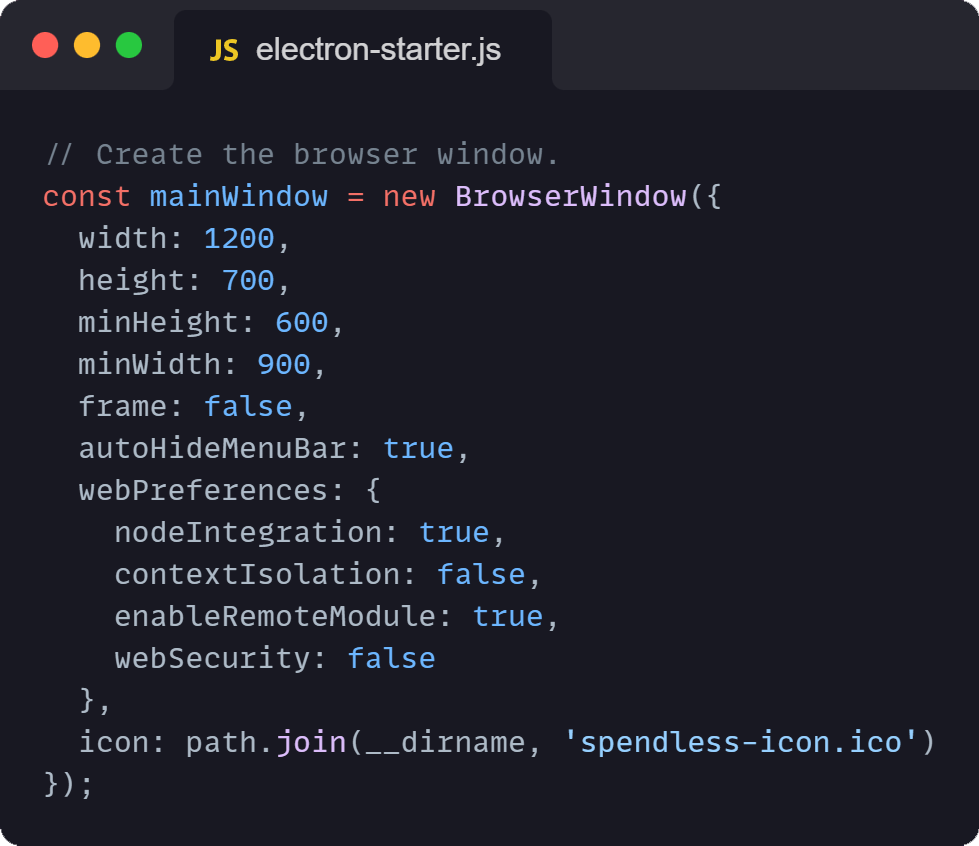 JS electron-starter.js
// Create the browser window.
const mainWindow = new BrowserWindow({
  width: 1200,
  height: 700,
  minHeight: 600,
  minWidth: 900,
  frame: false,
  autoHideMenuBar: true,
  webPreferences: {
    nodeIntegration: true,
    contextIsolation: false,
    enableRemoteModule: true,
    webSecurity: false
  },
  icon: path.join(__dirname, 'spendless-icon.ico')
});